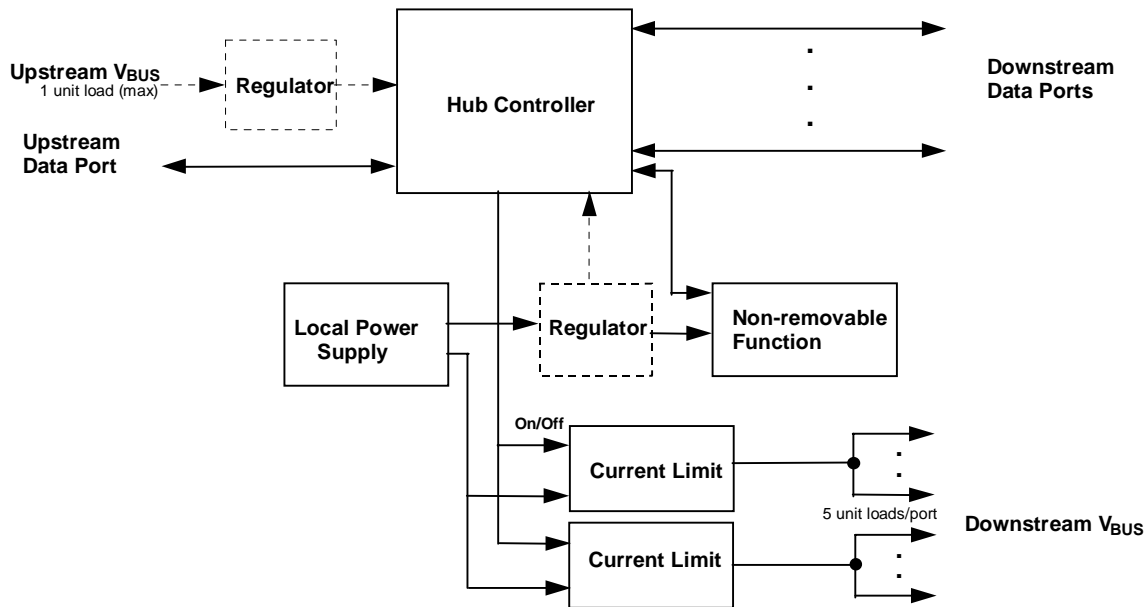 Upstream VBUS
1 unit load (max)
Regulator
Hub Controller
Downstream
Data Ports
Upstream
Data Port
Local Power
Supply
Regulator
Non-removable
Function
On/Off
Current Limit
5 unit loads/port
Downstream VBUS
Current Limit